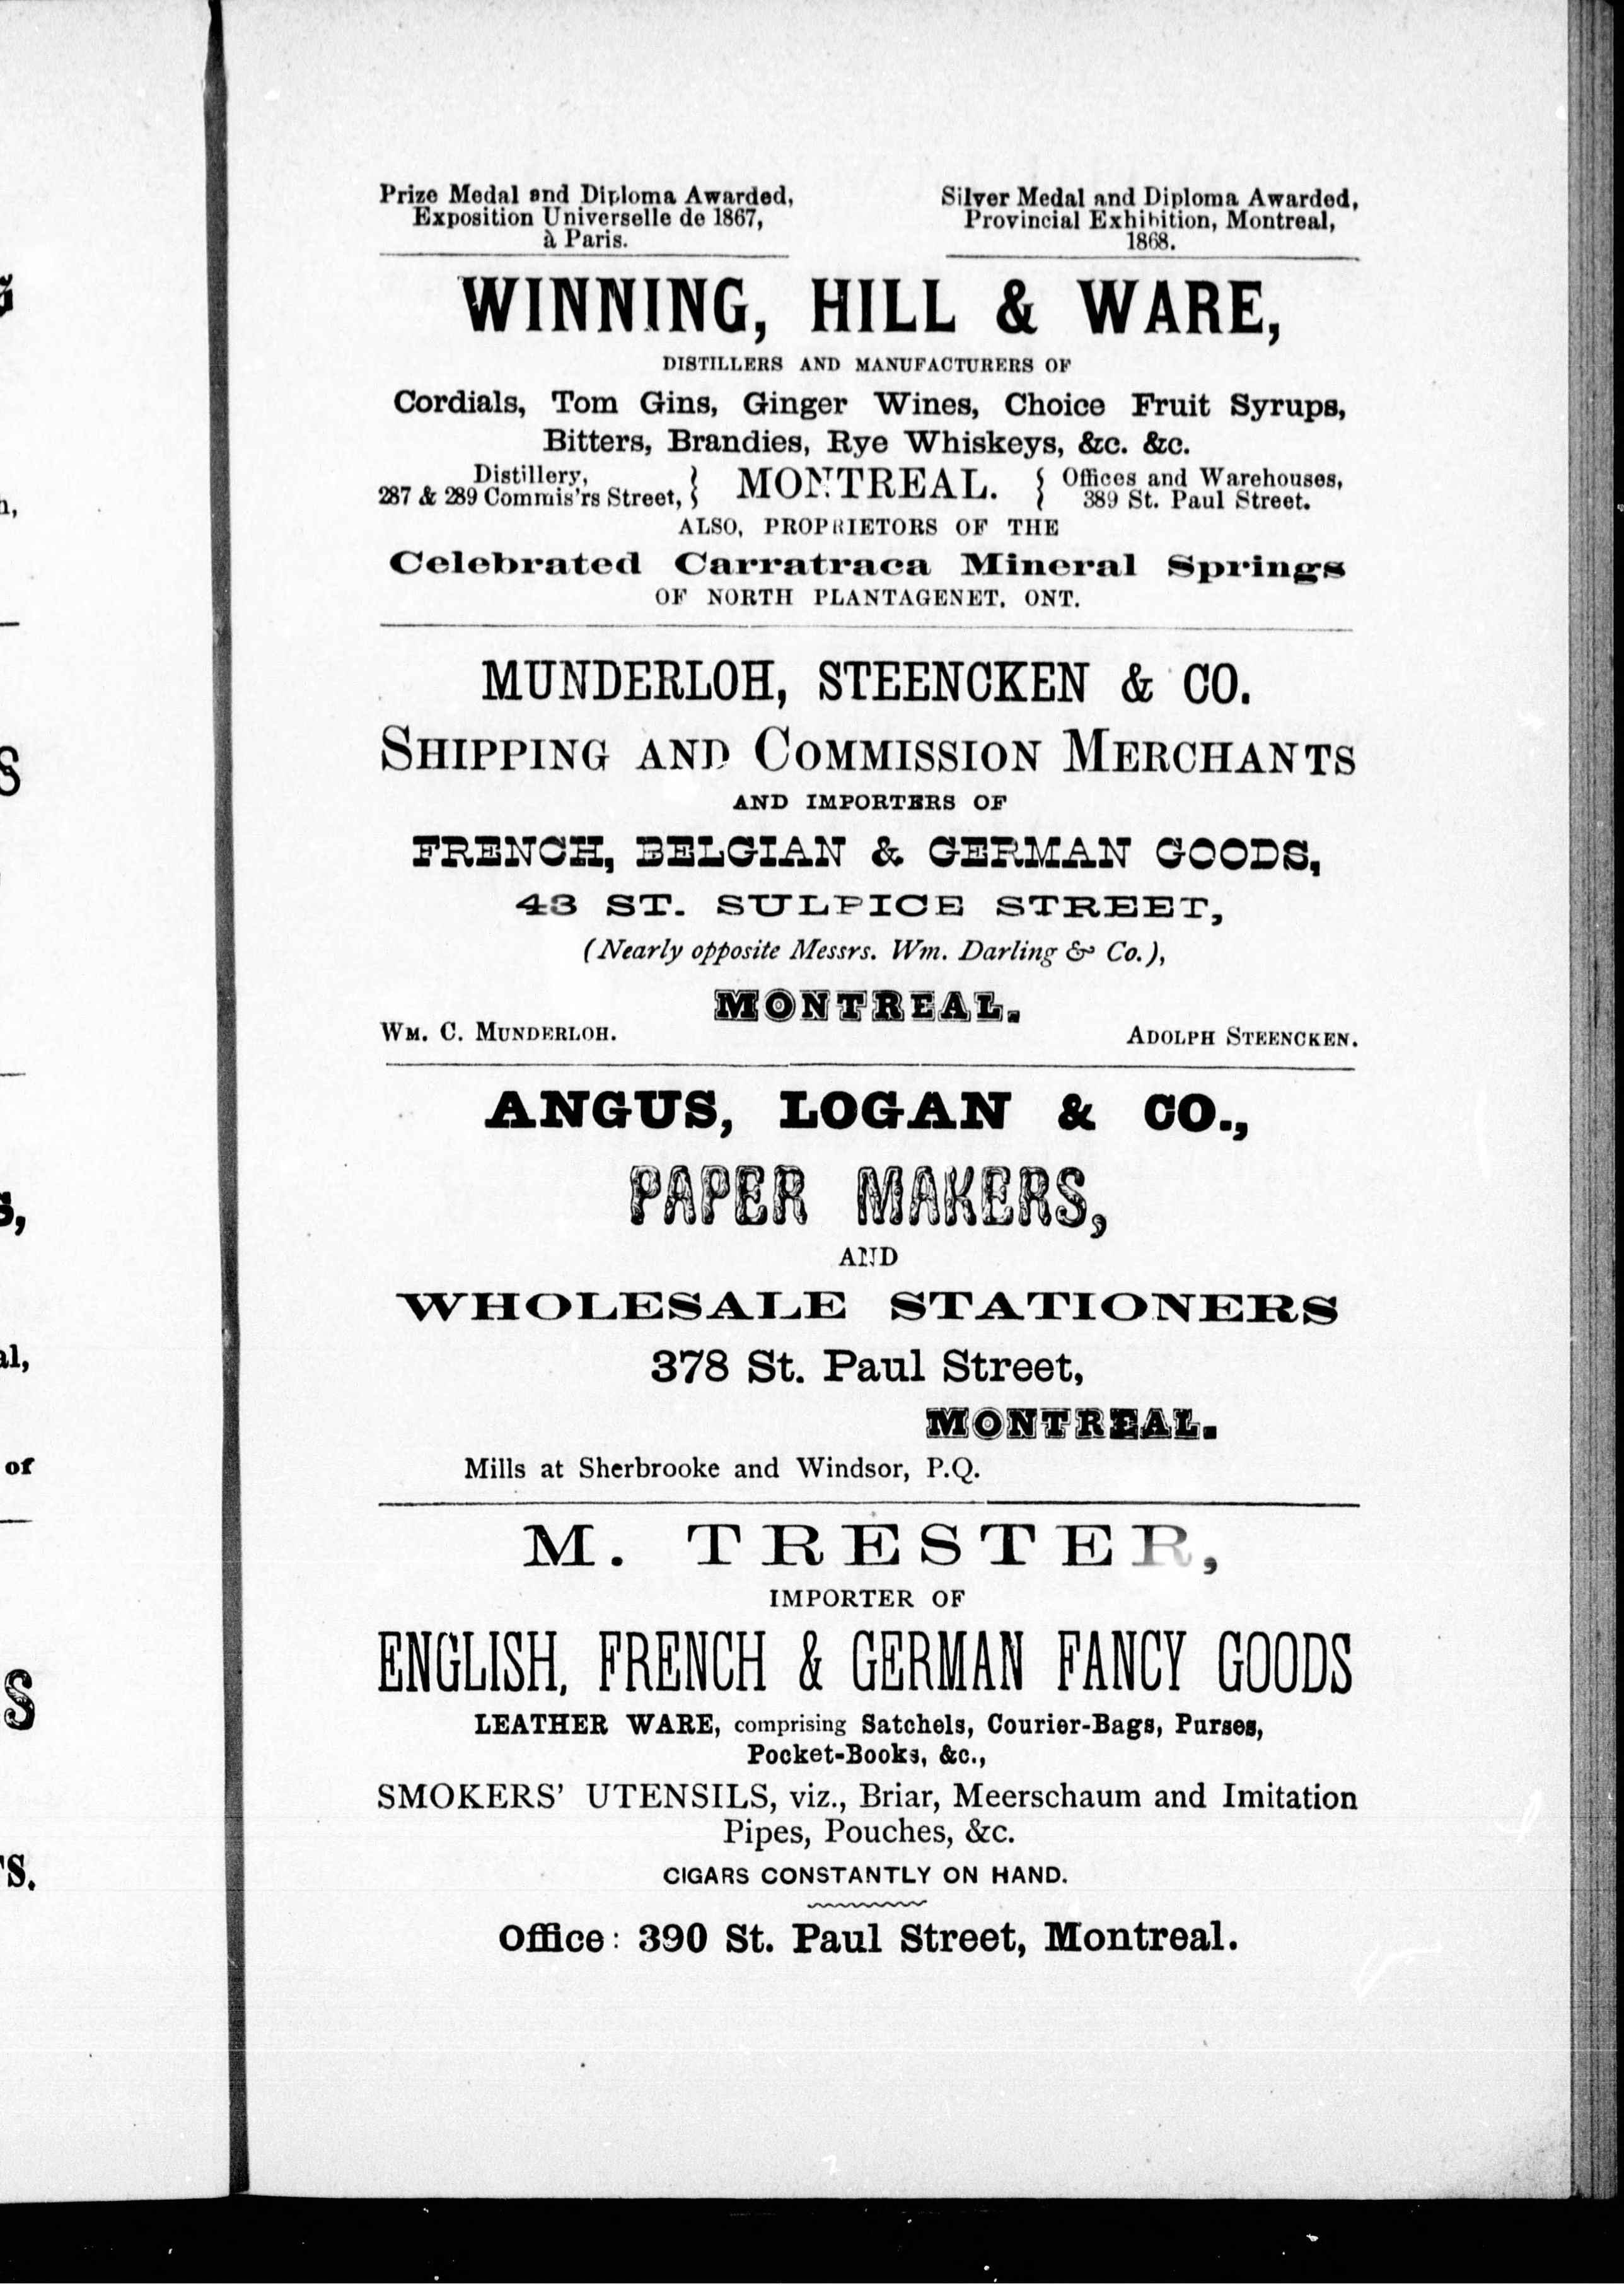 Prize Medal and Diploma Awarded,
Exposition Universelle de 1867,
à Paris.
Silver Medal and Diploma Awarded,
Provincial Exhibition, Montreal,
1868.
WINNING, HILL & WARE,
DISTILLERS AND MANUFACTURERS OF
Cordials, Tom Gins, Ginger Wines, Choice Fruit Syrups,
Bitters, Brandies, Rye Whiskeys, &c. &c.
Distillery,
287 & 289 Commis'rs Street, } MONTREAL. { Offices and Warehouses,
389 St. Paul Street.
ALSO, PROPRIETORS OF THE
Celebrated Carratraca Mineral Springs
OF NORTH PLANTAGENET, ONT.
MUNDERLOH, STEENCKEN & CO.
SHIPPING AND COMMISSION MERCHANTS
AND IMPORTERS OF
FRENCH, BELGIAN & GERMAN GOODS,
43 ST. SULPICE STREET,
(Nearly opposite Messrs. Wm. Darling & Co.),
MONTREAL.
WM. C. MUNDERLOH. ADOLPH STEENCKEN.
ANGUS, LOGAN & CO.,
PAPER MAKERS,
AND
WHOLESALE STATIONERS
378 St. Paul Street,
MONTREAL.
Mills at Sherbrooke and Windsor, P.Q.
M. TRESTER,
IMPORTER OF
ENGLISH, FRENCH & GERMAN FANCY GOODS
LEATHER WARE, comprising Satchels, Courier-Bags, Purses,
Pocket-Books, &c.,
SMOKERS' UTENSILS, viz., Briar, Meerschaum and Imitation
Pipes, Pouches, &c.
CIGARS CONSTANTLY ON HAND.
Office: 390 St. Paul Street, Montreal.